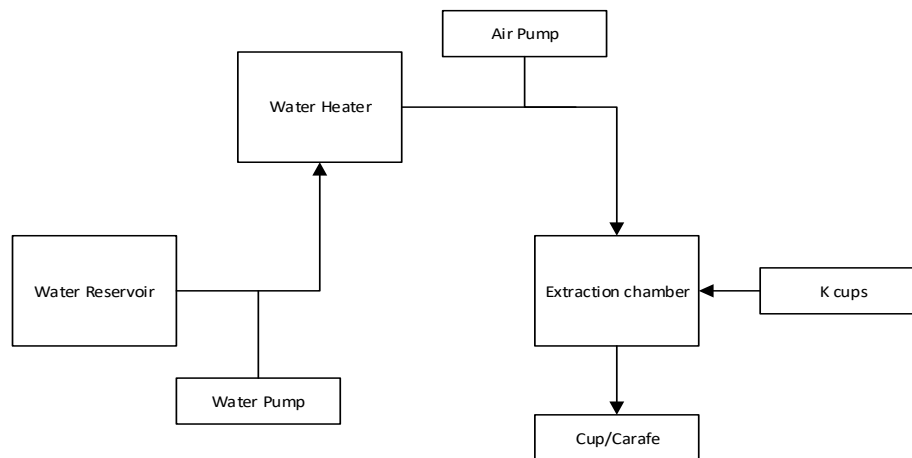 Air Pump
Water Heater
Water Reservoir
Extraction chamber
K cups
Water Pump
Cup/Carafe